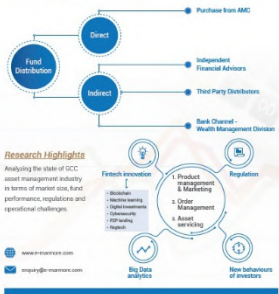 Purchase from AMC
Direct
Fund
Distribution
Independent
Financial Advisors
Indirect
Third Party Distributors
Bank Channel -
Wealth Management Division
Research Highlights
Analyzing the state of GCC
asset management industry
in terms of market size, fund
performance, regulations and
operational challenges.
Fintech innovation
• Blockchain
• Machine learning
• Digital investments
• Cybersecurity
• P2P lending
• Regtech
1. Product
management
& Marketing
2. Order
Management
3. Asset
servicing
Regulation
Big Data
analytics
New behaviours
of investors
www.e-marmore.com
enquiry@e-marmore.com